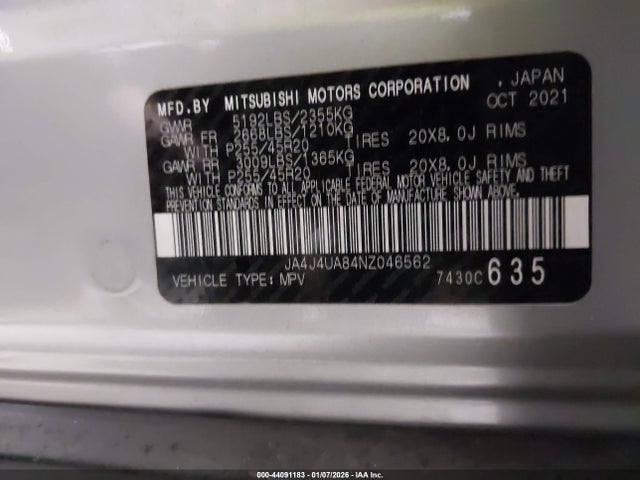 MFD.BY MITSUBISHI MOTORS CORPORATION , JAPAN
GVWR 5192LBS/2355KG OCT 2021
GAWR FR 2668LBS/1210KG
WITH P255/45R20 TIRES 20X8.0J RIMS
GAWR RR 3009LBS/1365KG
WITH P255/45R20 TIRES 20X8.0J RIMS
THIS VEHICLE CONFORMS TO ALL APPLICABLE FEDERAL MOTOR VEHICLE SAFETY AND THEFT
PREVENTION STANDARDS IN EFFECT ON THE DATE OF MANUFACTURE SHOWN ABOVE.
JA4J4UA84NZ046562
VEHICLE TYPE: MPV 7430C 635
000-44091183 - 01/07/2026 - IAA Inc.